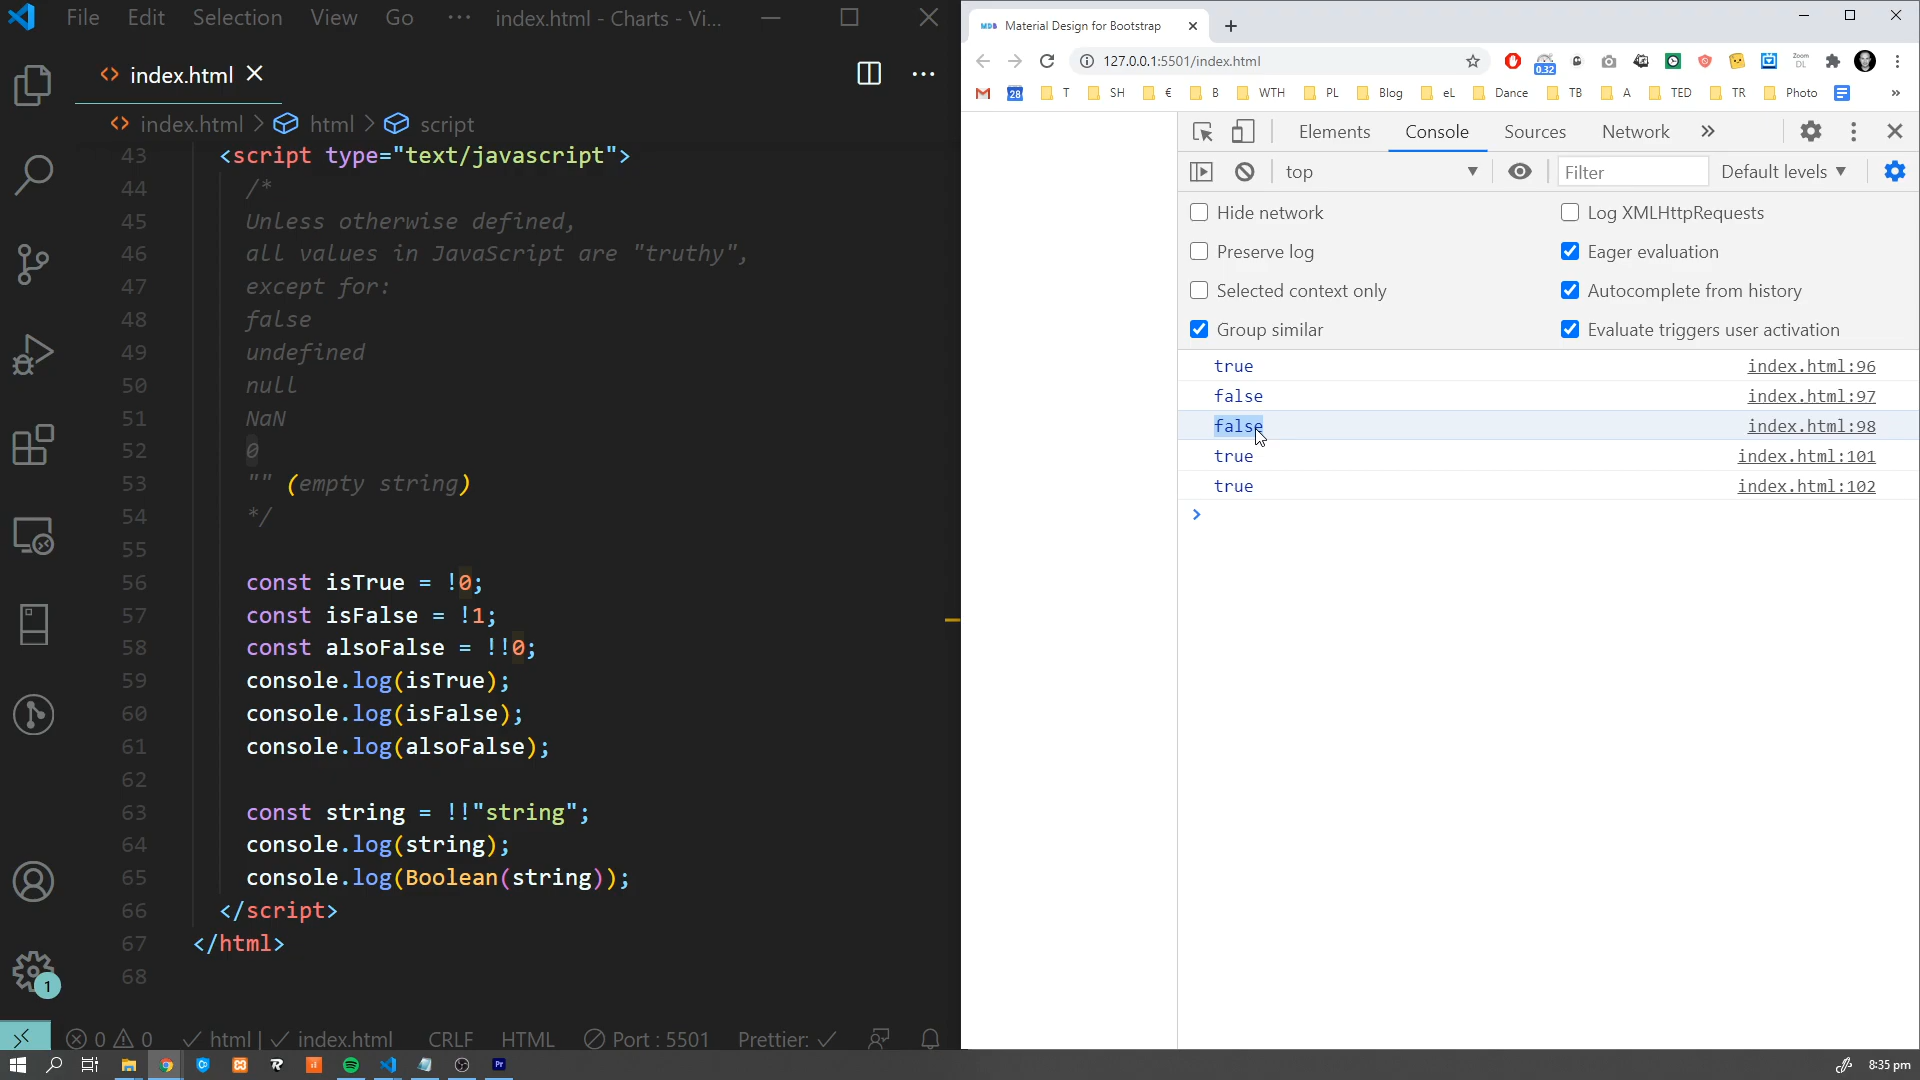 File Edit Selection View Go ··· index.html - Charts - Vi...
index.html
index.html > html > script
43 <script type="text/javascript">
44 /*
45 Unless otherwise defined,
46 all values in JavaScript are "truthy",
47 except for:
48 false
49 undefined
50 null
51 NaN
52 0
53 "" (empty string)
54 */
55
56 const isTrue = !0;
57 const isFalse = !1;
58 const alsoFalse = !!0;
59 console.log(isTrue);
60 console.log(isFalse);
61 console.log(alsoFalse);
62
63 const string = !!"string";
64 console.log(string);
65 console.log(Boolean(string));
66 </script>
67 </html>
68
1
0 0 html | index.html CRLF HTML Port : 5501 Prettier:
MDB Material Design for Bootstrap
127.0.0.1:5501/index.html
0.32
Zoom DL
28 T SH € B WTH PL Blog eL Dance TB A TED TR Photo »
Elements Console Sources Network »
top Filter Default levels
Hide network Log XMLHttpRequests
Preserve log Eager evaluation
Selected context only Autocomplete from history
Group similar Evaluate triggers user activation
true index.html:96
false index.html:97
false index.html:98
true index.html:101
true index.html:102
>
Pr
8:35 pm